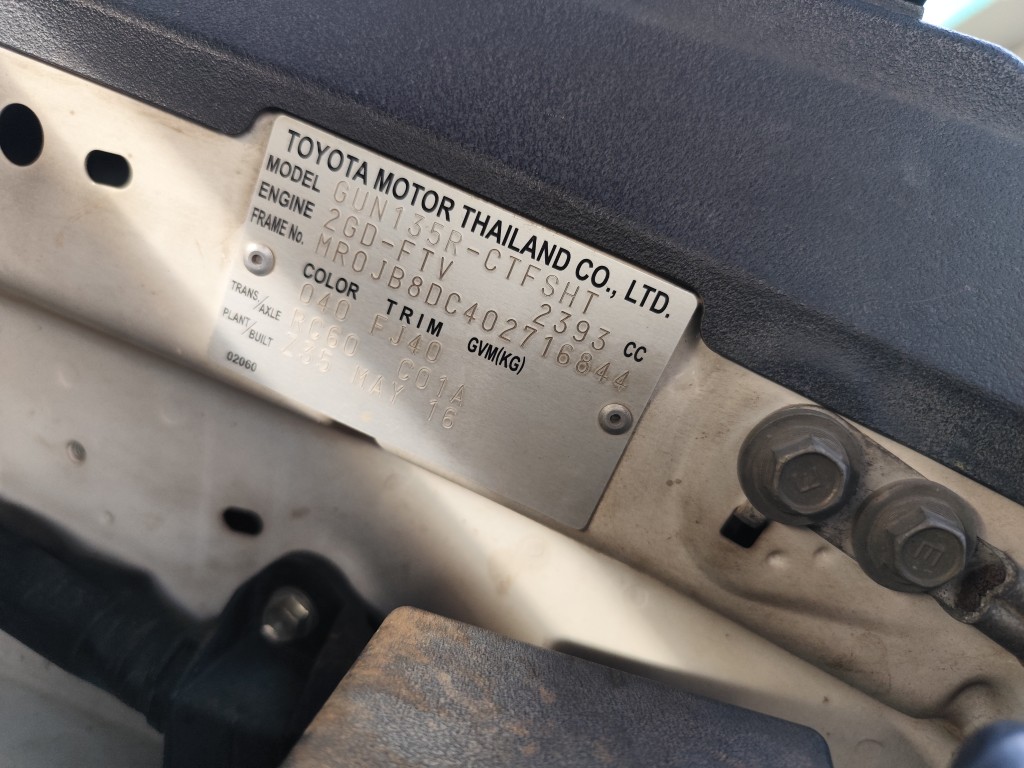 TOYOTA MOTOR THAILAND CO., LTD.
MODEL GUN135R-CTFSHT
ENGINE 2GD-FTV 2393 CC
FRAME No. MR0JB8DC402716844
COLOR TRIM GVM(KG)
040 FJ40
TRANS/AXLE RC60 C01A
PLANT/BUILT Z35 MAY 16
02060